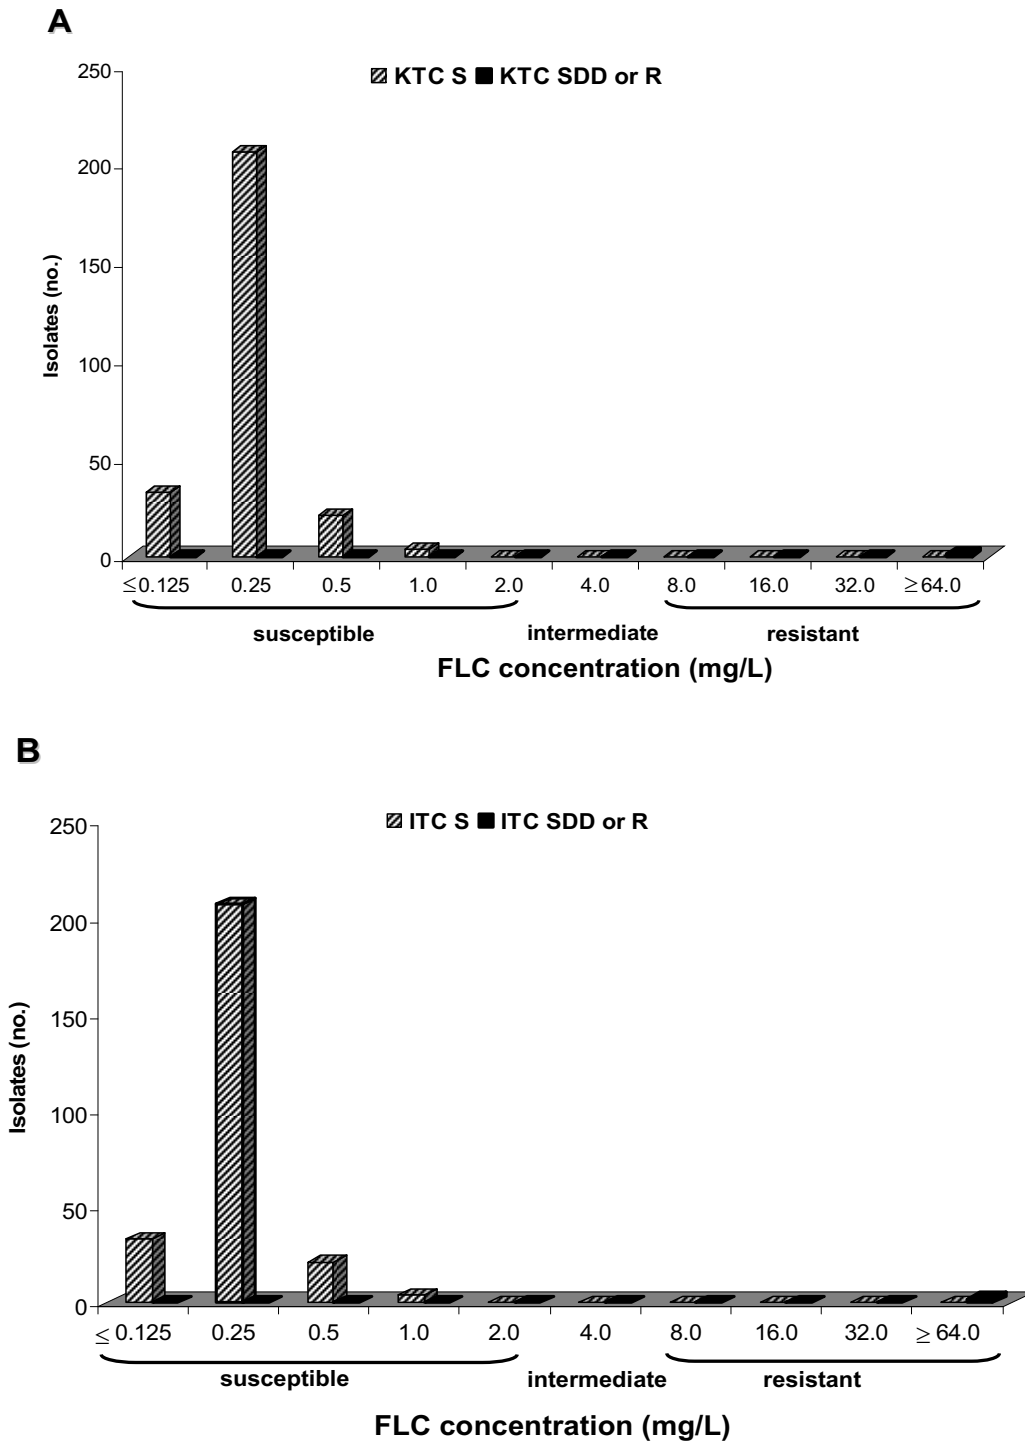 A
KTC S KTC SDD or R
250
200
150
100
50
0
Isolates (no.)
≤0.125 0.25 0.5 1.0 2.0 4.0 8.0 16.0 32.0 ≥64.0
susceptible intermediate resistant
FLC concentration (mg/L)
B
ITC S ITC SDD or R
250
200
150
100
50
0
Isolates (no.)
≤ 0.125 0.25 0.5 1.0 2.0 4.0 8.0 16.0 32.0 ≥ 64.0
susceptible intermediate resistant
FLC concentration (mg/L)